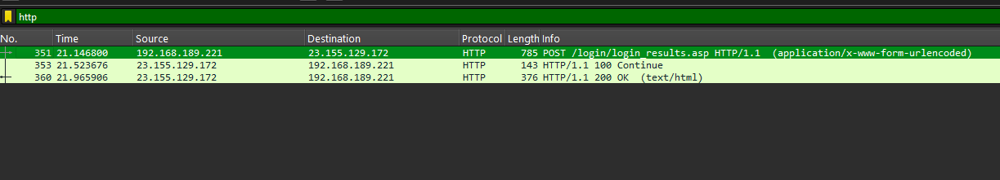 http
No. Time Source Destination Protocol Length Info
351 21.146800 192.168.189.221 23.155.129.172 HTTP 785 POST /login/login_results.asp HTTP/1.1 (application/x-www-form-urlencoded)
353 21.523676 23.155.129.172 192.168.189.221 HTTP 143 HTTP/1.1 100 Continue
360 21.965906 23.155.129.172 192.168.189.221 HTTP 376 HTTP/1.1 200 OK (text/html)